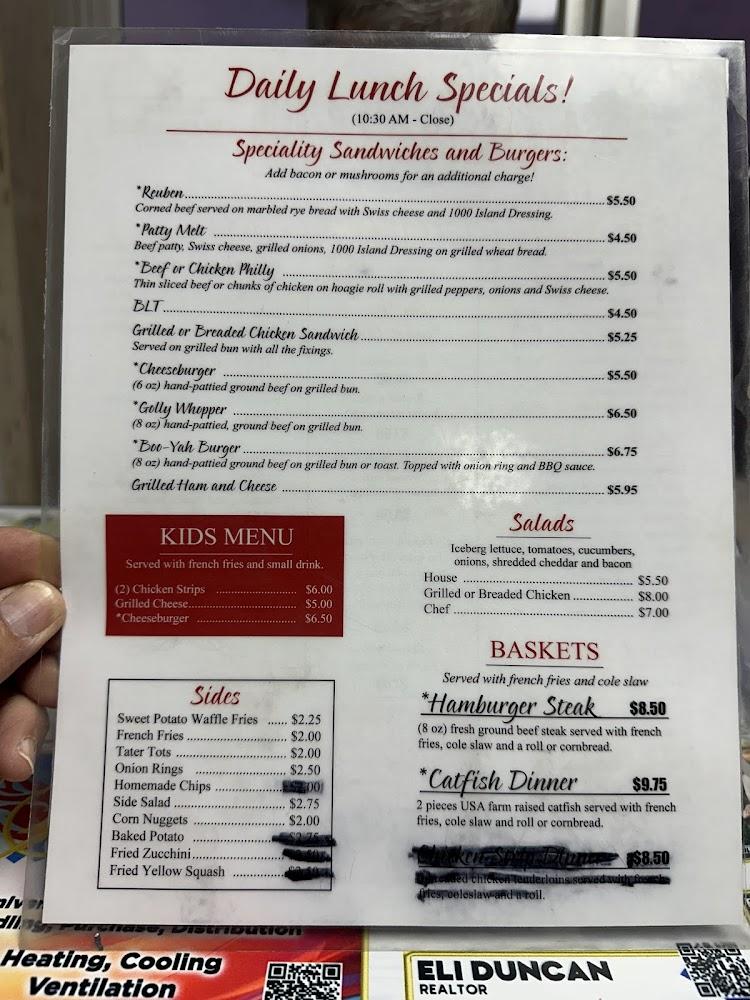 Daily Lunch Specials!
(10:30 AM - Close)
Speciality Sandwiches and Burgers:
Add bacon or mushrooms for an additional charge!
*Reuben $5.50
Corned beef served on marbled rye bread with Swiss cheese and 1000 Island Dressing.
*Patty Melt $4.50
Beef patty, Swiss cheese, grilled onions, 1000 Island Dressing on grilled wheat bread.
*Beef or Chicken Philly $5.50
Thin sliced beef or chunks of chicken on hoagie roll with grilled peppers, onions and Swiss cheese.
BLT $4.50
Grilled or Breaded Chicken Sandwich $5.25
Served on grilled bun with all the fixings.
*Cheeseburger $5.50
(6 oz) hand-pattied ground beef on grilled bun.
*Golly Whopper $6.50
(8 oz) hand-pattied, ground beef on grilled bun.
*Boo-Yah Burger $6.75
(8 oz) hand-pattied ground beef on grilled bun or toast. Topped with onion ring and BBQ sauce.
Grilled Ham and Cheese $5.95
KIDS MENU
Served with french fries and small drink.
(2) Chicken Strips $6.00
Grilled Cheese $5.00
*Cheeseburger $6.50
Salads
Iceberg lettuce, tomatoes, cucumbers,
onions, shredded cheddar and bacon
House $5.50
Grilled or Breaded Chicken $8.00
Chef $7.00
Sides
Sweet Potato Waffle Fries $2.25
French Fries $2.00
Tater Tots $2.00
Onion Rings $2.50
Homemade Chips
Side Salad $2.75
Corn Nuggets $2.00
Baked Potato
Fried Zucchini
Fried Yellow Squash
BASKETS
Served with french fries and cole slaw
*Hamburger Steak $8.50
(8 oz) fresh ground beef steak served with french
fries, cole slaw and a roll or cornbread.
*Catfish Dinner $9.75
2 pieces USA farm raised catfish served with french
fries, cole slaw and a roll or cornbread.
Chicken Dinner $8.50
chicken tenderloins served with french
fries, coleslaw and a roll.
Purchase, Distribution
Heating, Cooling
Ventilation
ELI DUNCAN
REALTOR